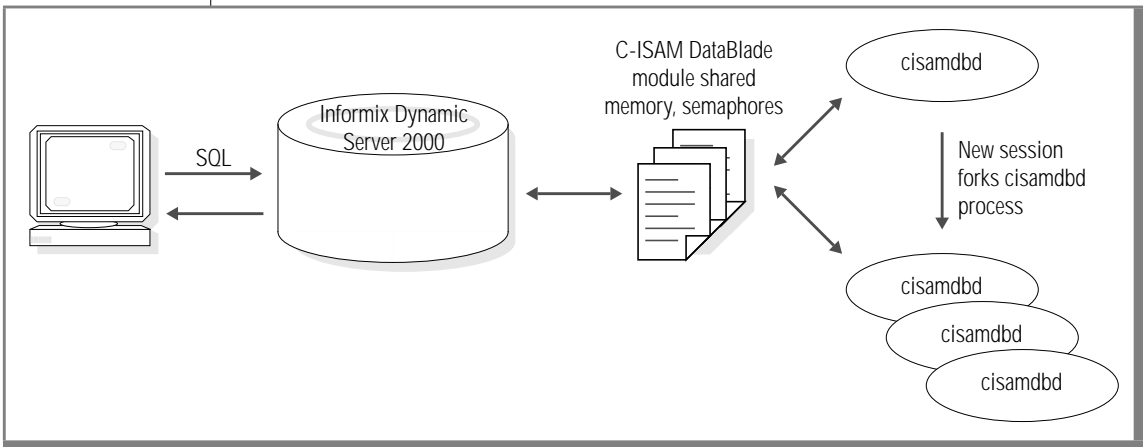 SQL
Informix Dynamic
Server 2000
C-ISAM DataBlade
module shared
memory, semaphores
cisamdbd
New session
forks cisamdbd
process
cisamdbd
cisamdbd
cisamdbd